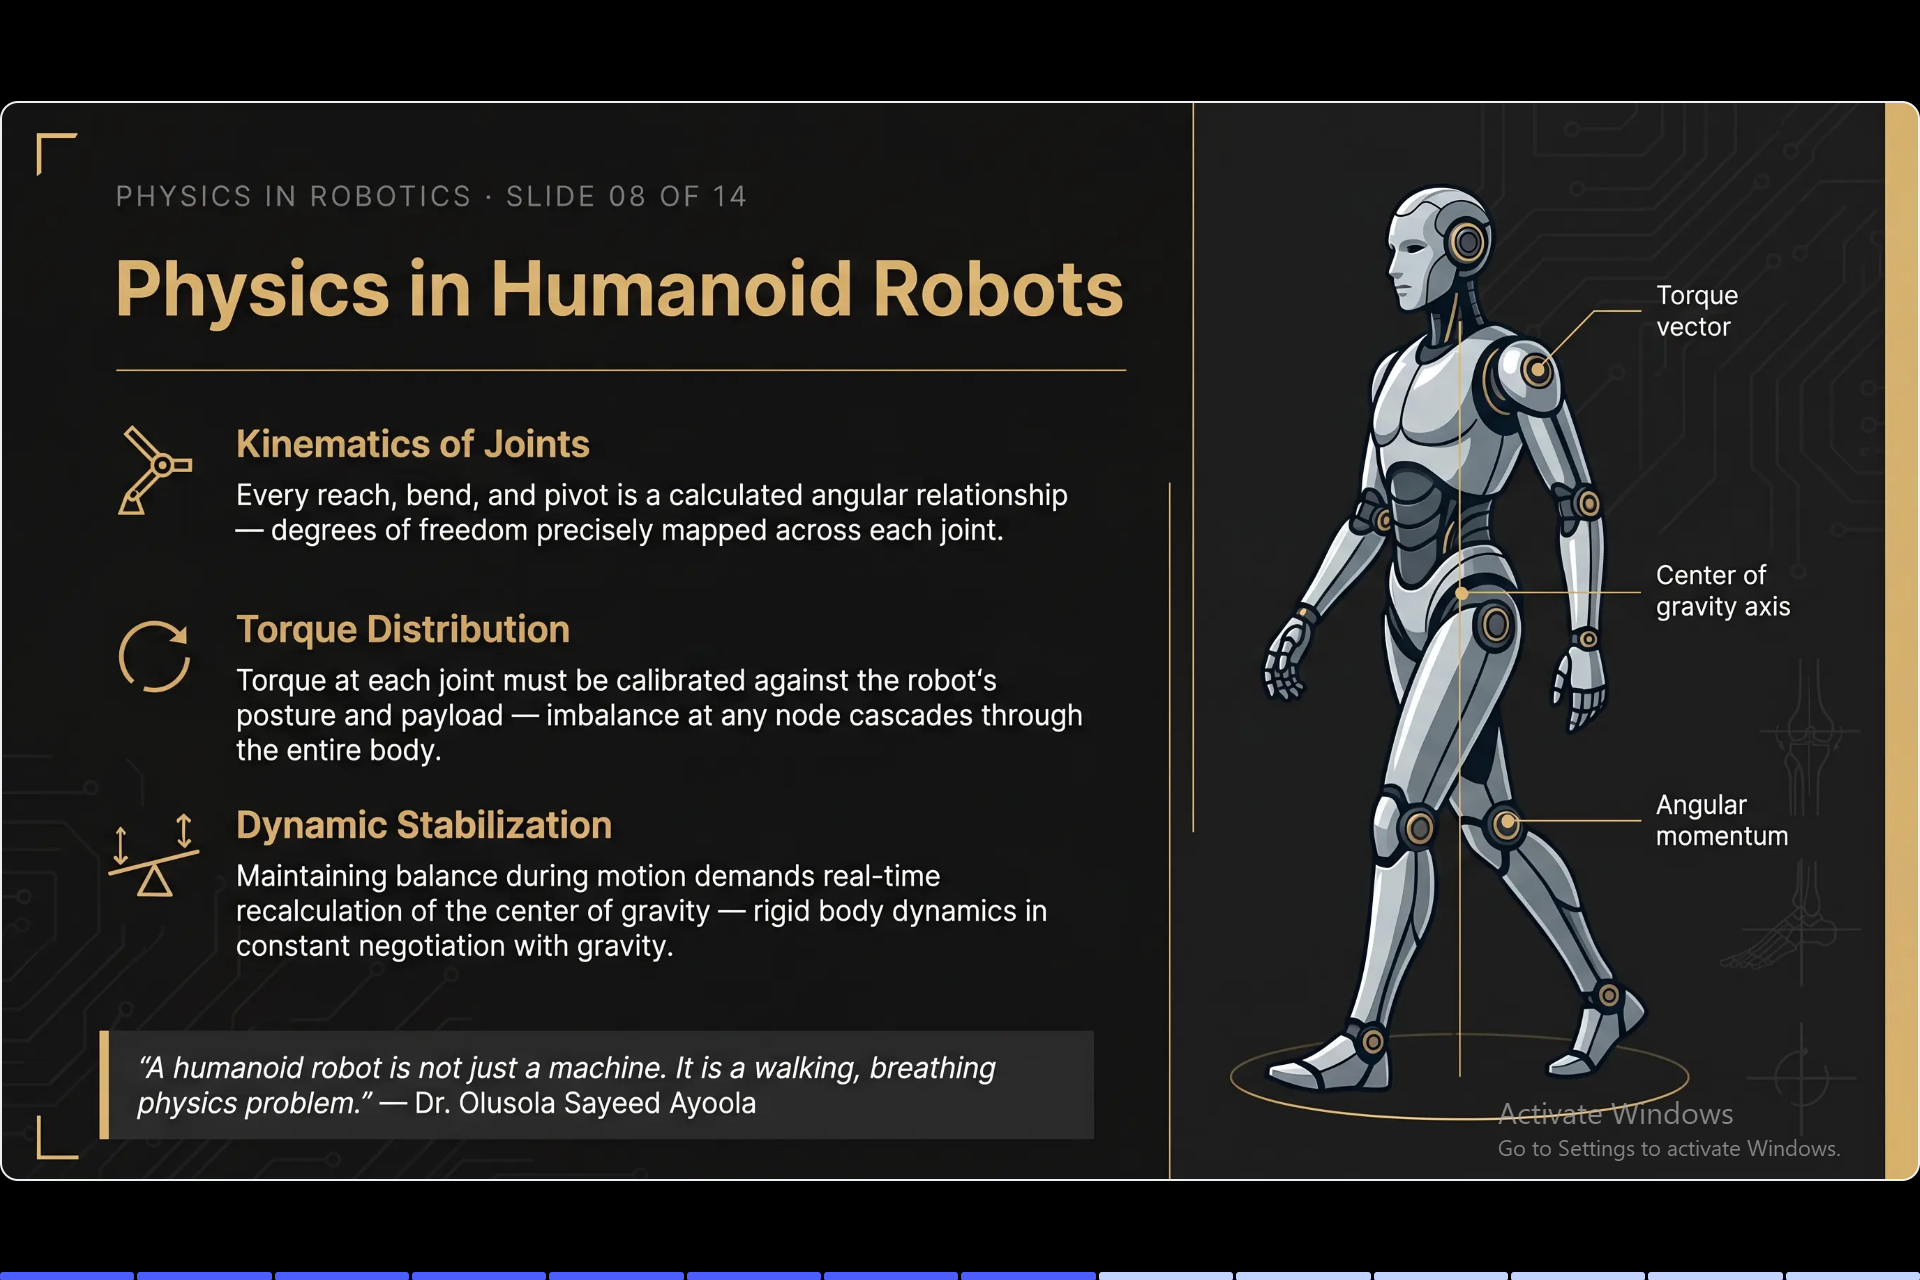 PHYSICS IN ROBOTICS · SLIDE 08 OF 14
Physics in Humanoid Robots
Kinematics of Joints
Every reach, bend, and pivot is a calculated angular relationship
— degrees of freedom precisely mapped across each joint.
Torque Distribution
Torque at each joint must be calibrated against the robot‘s
posture and payload — imbalance at any node cascades through
the entire body.
Dynamic Stabilization
Maintaining balance during motion demands real-time
recalculation of the center of gravity — rigid body dynamics in
constant negotiation with gravity.
“A humanoid robot is not just a machine. It is a walking, breathing
physics problem.” — Dr. Olusola Sayeed Ayoola
Torque
vector
Center of
gravity axis
Angular
momentum
Activate Windows
Go to Settings to activate Windows.